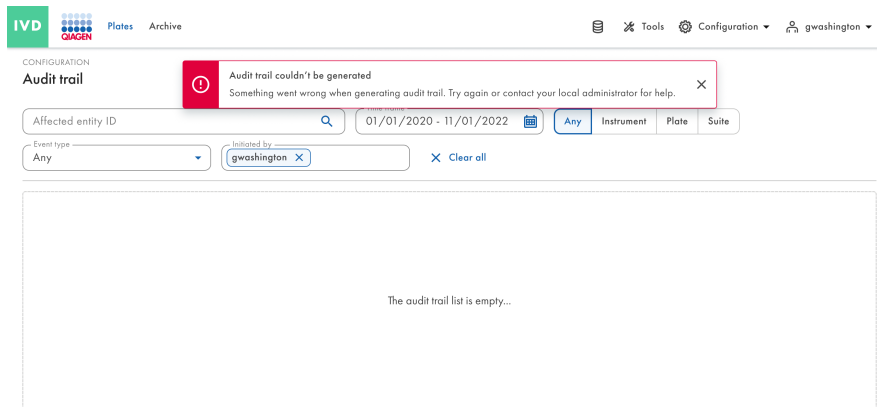 IVD
QIAGEN
Plates
Archive
Tools
Configuration
gwashington
CONFIGURATION
Audit trail
Audit trail couldn’t be generated
Something went wrong when generating audit trail. Try again or contact your local administrator for help.
Affected entity ID
Time frame
01/01/2020 - 11/01/2022
Any
Instrument
Plate
Suite
Event type
Any
Initiated by
gwashington
Clear all
The audit trail list is empty...